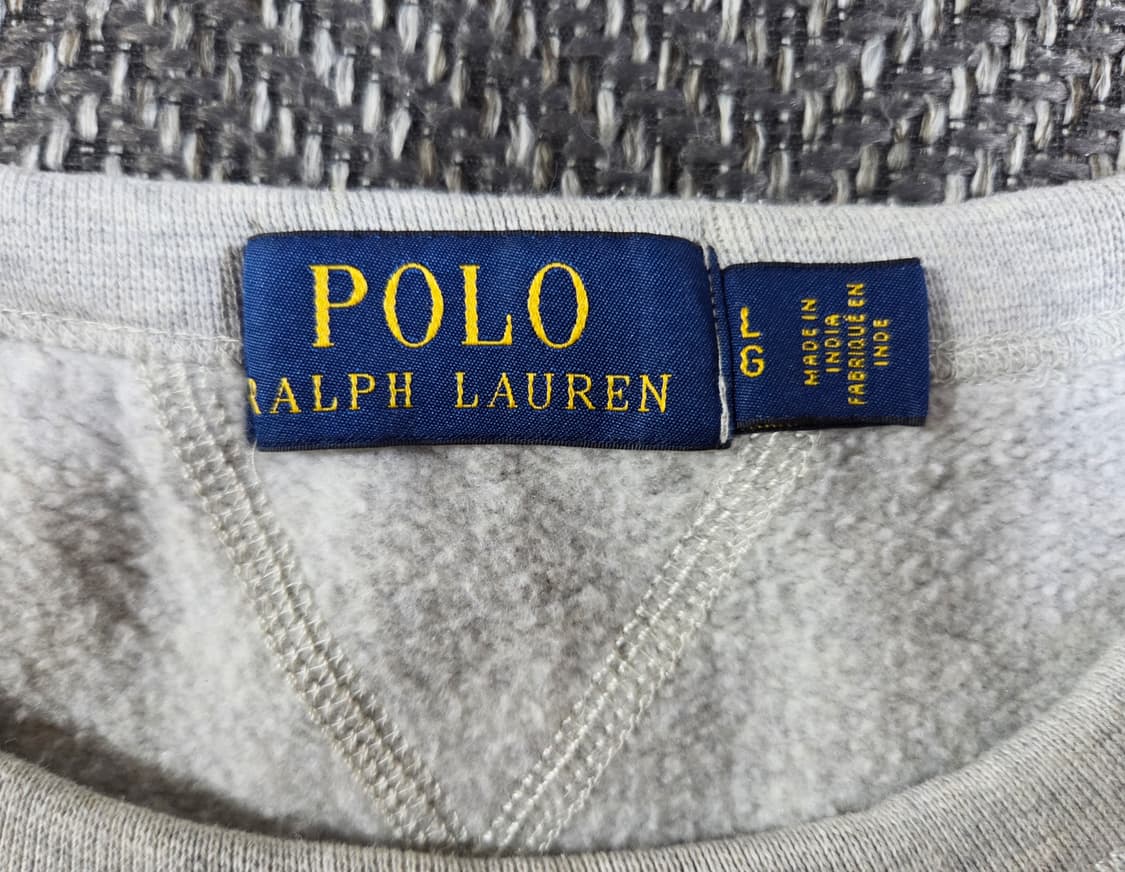 POLO
RALPH LAUREN
L
G
MADE IN
INDIA
FABRIQUÉ EN
INDE